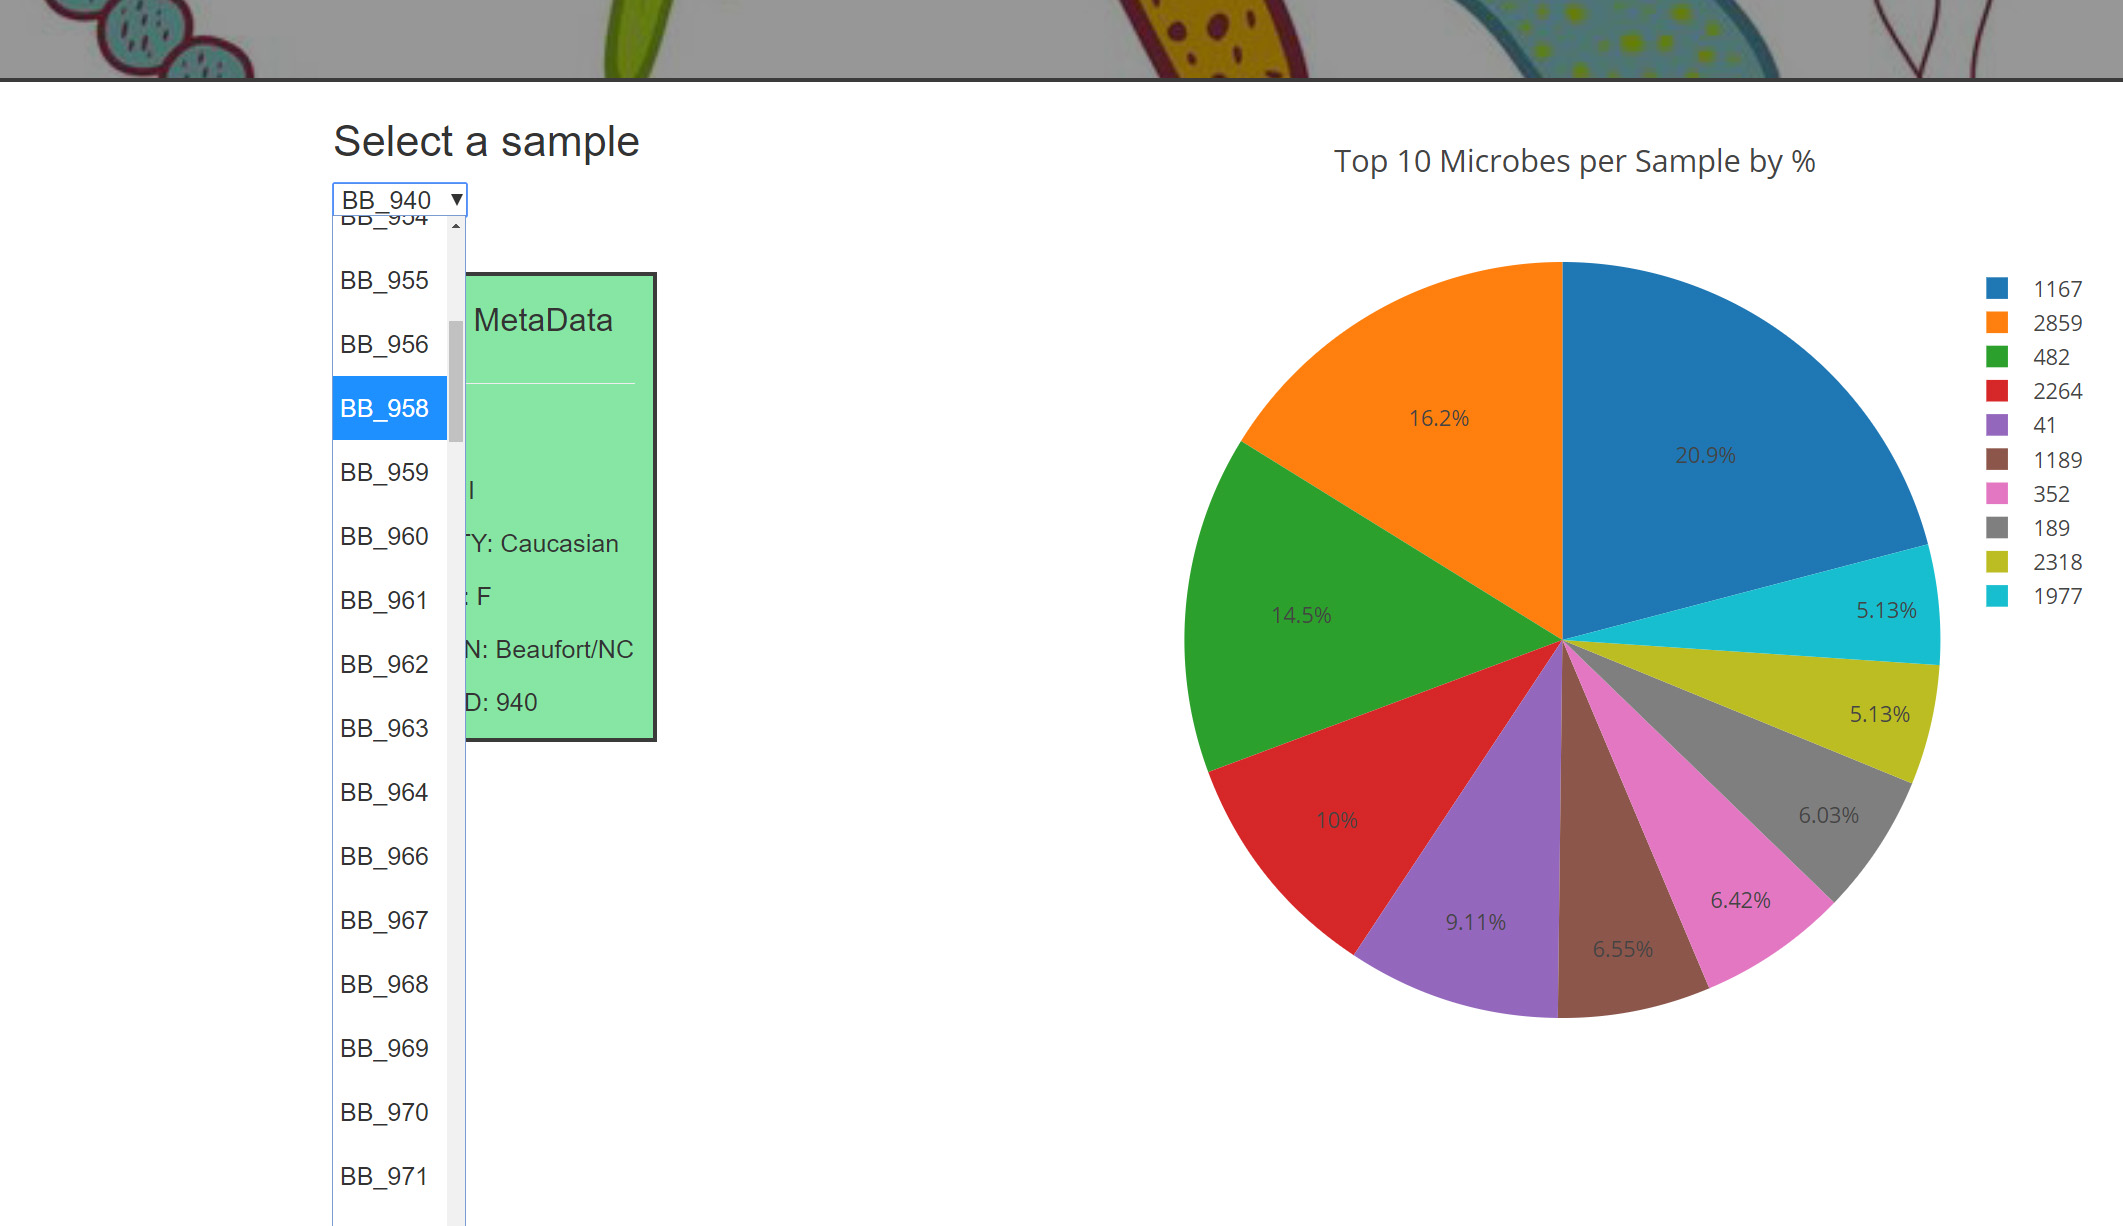 Select a sample
BB_940
BB_954
BB_955
BB_956
BB_958
BB_959
BB_960
BB_961
BB_962
BB_963
BB_964
BB_966
BB_967
BB_968
BB_969
BB_970
BB_971
MetaData
I
TY: Caucasian
: F
N: Beaufort/NC
D: 940
Top 10 Microbes per Sample by %
20.9%
5.13%
5.13%
6.03%
6.42%
6.55%
9.11%
10%
14.5%
16.2%
1167
2859
482
2264
41
1189
352
189
2318
1977